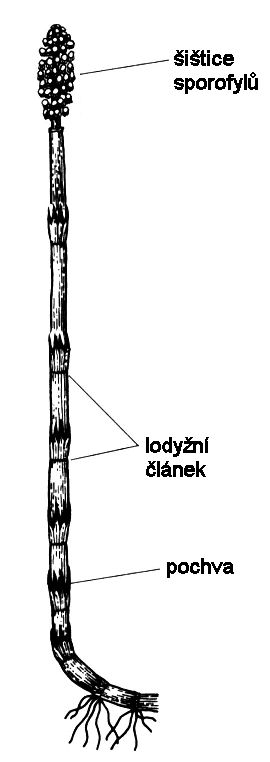 šištice
sporofylů
lodyžní
článek
pochva